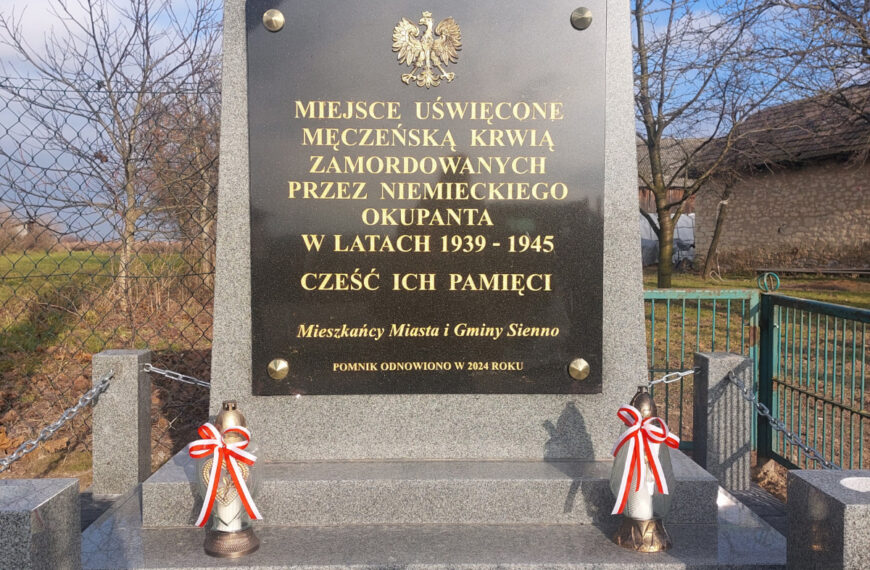 MIEJSCE UŚWIĘCONE
MĘCZEŃSKĄ KRWIĄ
ZAMORDOWANYCH
PRZEZ NIEMIECKIEGO
OKUPANTA
W LATACH 1939 - 1945
CZEŚĆ ICH PAMIĘCI
Mieszkańcy Miasta i Gminy Sienno
POMNIK ODNOWIONO W 2024 ROKU